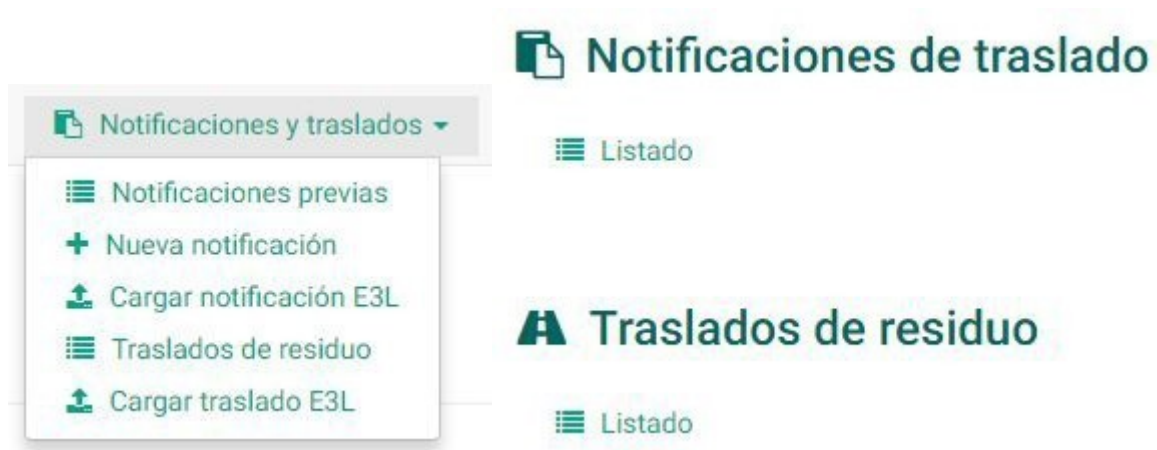 Notificaciones y traslados
Notificaciones previas
Nueva notificación
Cargar notificación E3L
Traslados de residuo
Cargar traslado E3L
Notificaciones de traslado
Listado
Traslados de residuo
Listado